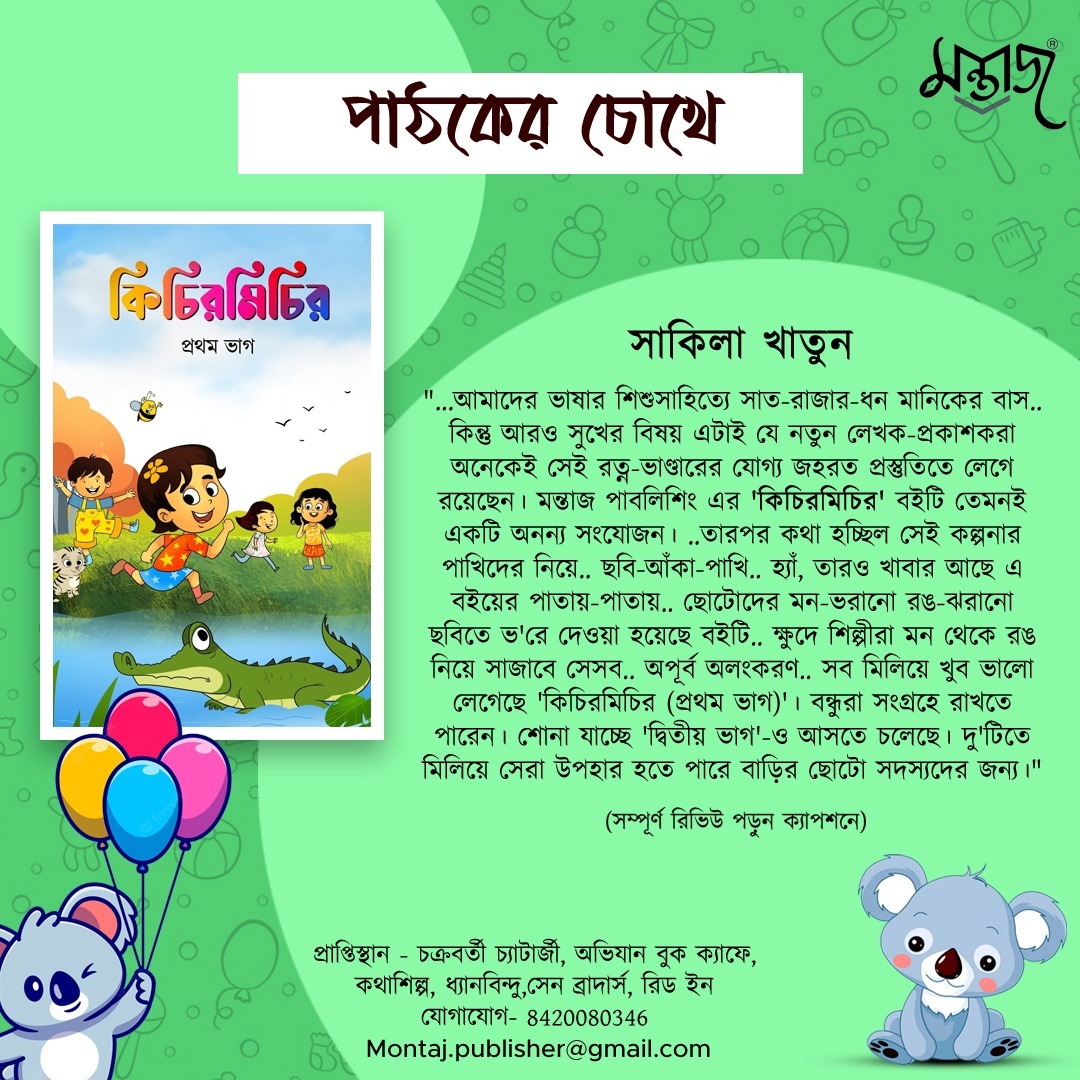 মন্তাজ®
পাঠকের চোখে
কিচিরমিচির
প্রথম ভাগ
সাকিলা খাতুন
"...আমাদের ভাষার শিশুসাহিত্যে সাত-রাজার-ধন মানিকের বাস..
কিন্তু আরও সুখের বিষয় এটাই যে নতুন লেখক-প্রকাশকরা
অনেকেই সেই রত্ন-ভাণ্ডারের যোগ্য জহরত প্রস্তুতিতে লেগে
রয়েছেন। মন্তাজ পাবলিশিং এর 'কিচিরমিচির' বইটি তেমনই
একটি অনন্য সংযোজন। ..তারপর কথা হচ্ছিল সেই কল্পনার
পাখিদের নিয়ে.. ছবি-আঁকা-পাখি.. হ্যাঁ, তারও খাবার আছে এ
বইয়ের পাতায়-পাতায়.. ছোটোদের মন-ভরানো রঙ-ঝরানো
ছবিতে ভ'রে দেওয়া হয়েছে বইটি.. ক্ষুদে শিল্পীরা মন থেকে রঙ
নিয়ে সাজাবে সেসব.. অপূর্ব অলংকরণ.. সব মিলিয়ে খুব ভালো
লেগেছে 'কিচিরমিচির (প্রথম ভাগ)'। বন্ধুরা সংগ্রহে রাখতে
পারেন। শোনা যাচ্ছে 'দ্বিতীয় ভাগ'-ও আসতে চলেছে। দু'টিতে
মিলিয়ে সেরা উপহার হতে পারে বাড়ির ছোটো সদস্যদের জন্য।"
(সম্পূর্ণ রিভিউ পড়ুন ক্যাপশনে)
প্রাপ্তিস্থান - চক্রবর্তী চ্যাটার্জী, অভিযান বুক ক্যাফে,
কথাশিল্প, ধ্যানবিন্দু,সেন ব্রাদার্স, রিড ইন
যোগাযোগ- 8420080346
Montaj.publisher@gmail.com